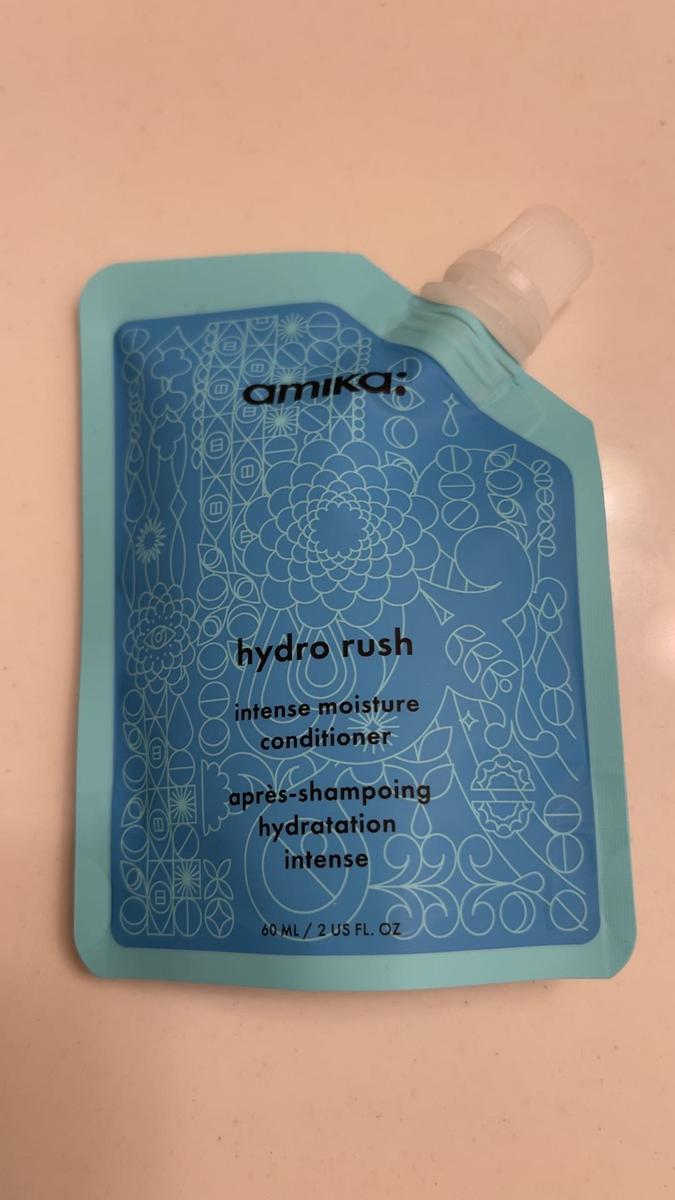 amika:
hydro rush
intense moisture
conditioner
après-shampoing
hydratation
intense
60 ML / 2 US FL. OZ